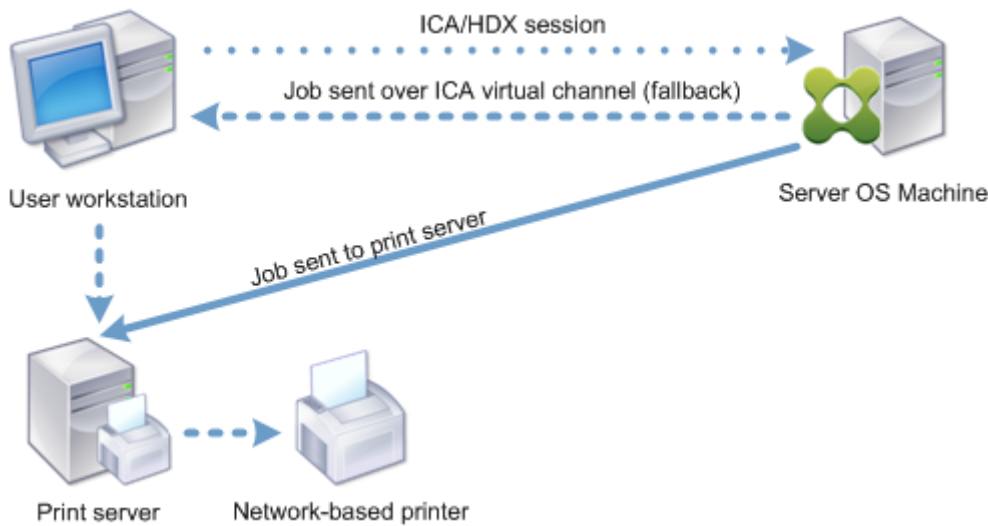 ICA/HDX session
Job sent over ICA virtual channel (fallback)
User workstation
Server OS Machine
Job sent to print server
Print server
Network-based printer